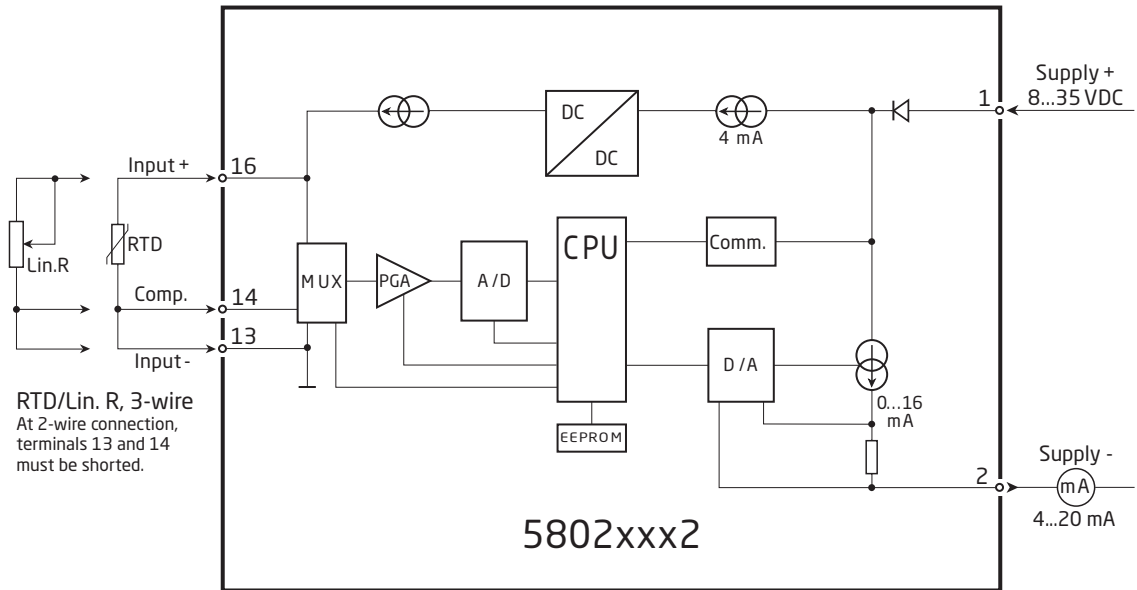 Supply +
8...35 VDC
1
DC
DC
4 mA
Input +
16
RTD
Lin.R
CPU
Comm.
MUX
PGA
A/D
Comp.
14
13
Input -
D/A
RTD/Lin. R, 3-wire
At 2-wire connection,
terminals 13 and 14
must be shorted.
0...16
mA
EEPROM
Supply -
2
mA
4...20 mA
5802xxx2